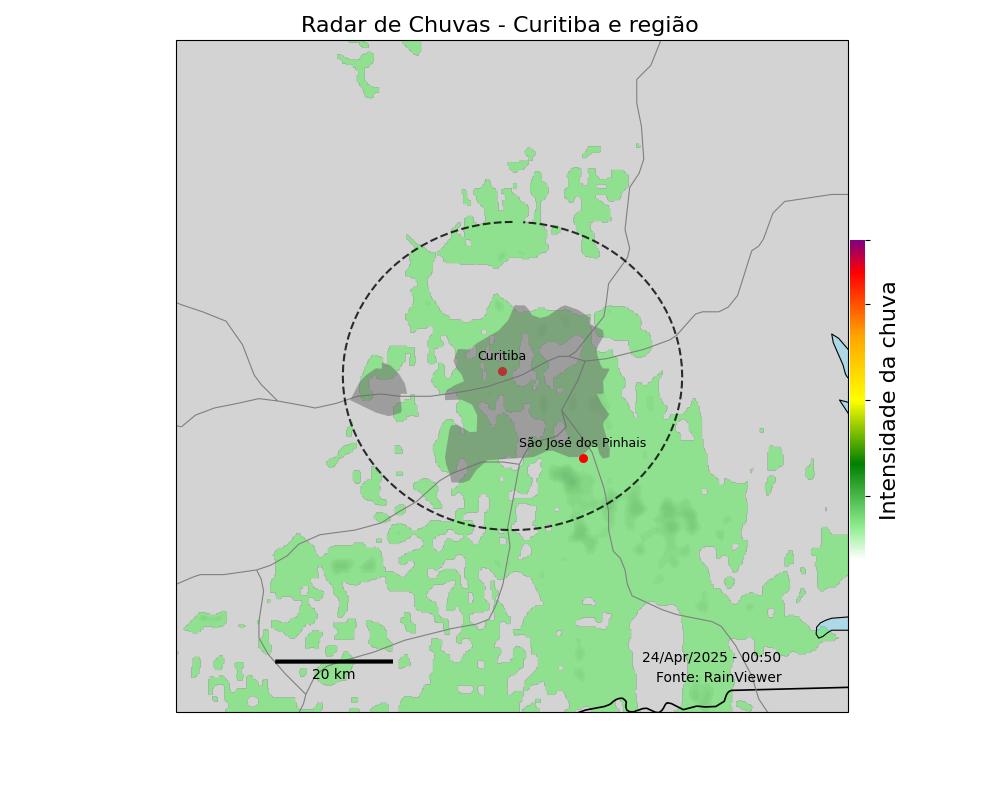 Radar de Chuvas - Curitiba e região
Curitiba
São José dos Pinhais
Intensidade da chuva
24/Apr/2025 - 00:50
20 km
Fonte: RainViewer